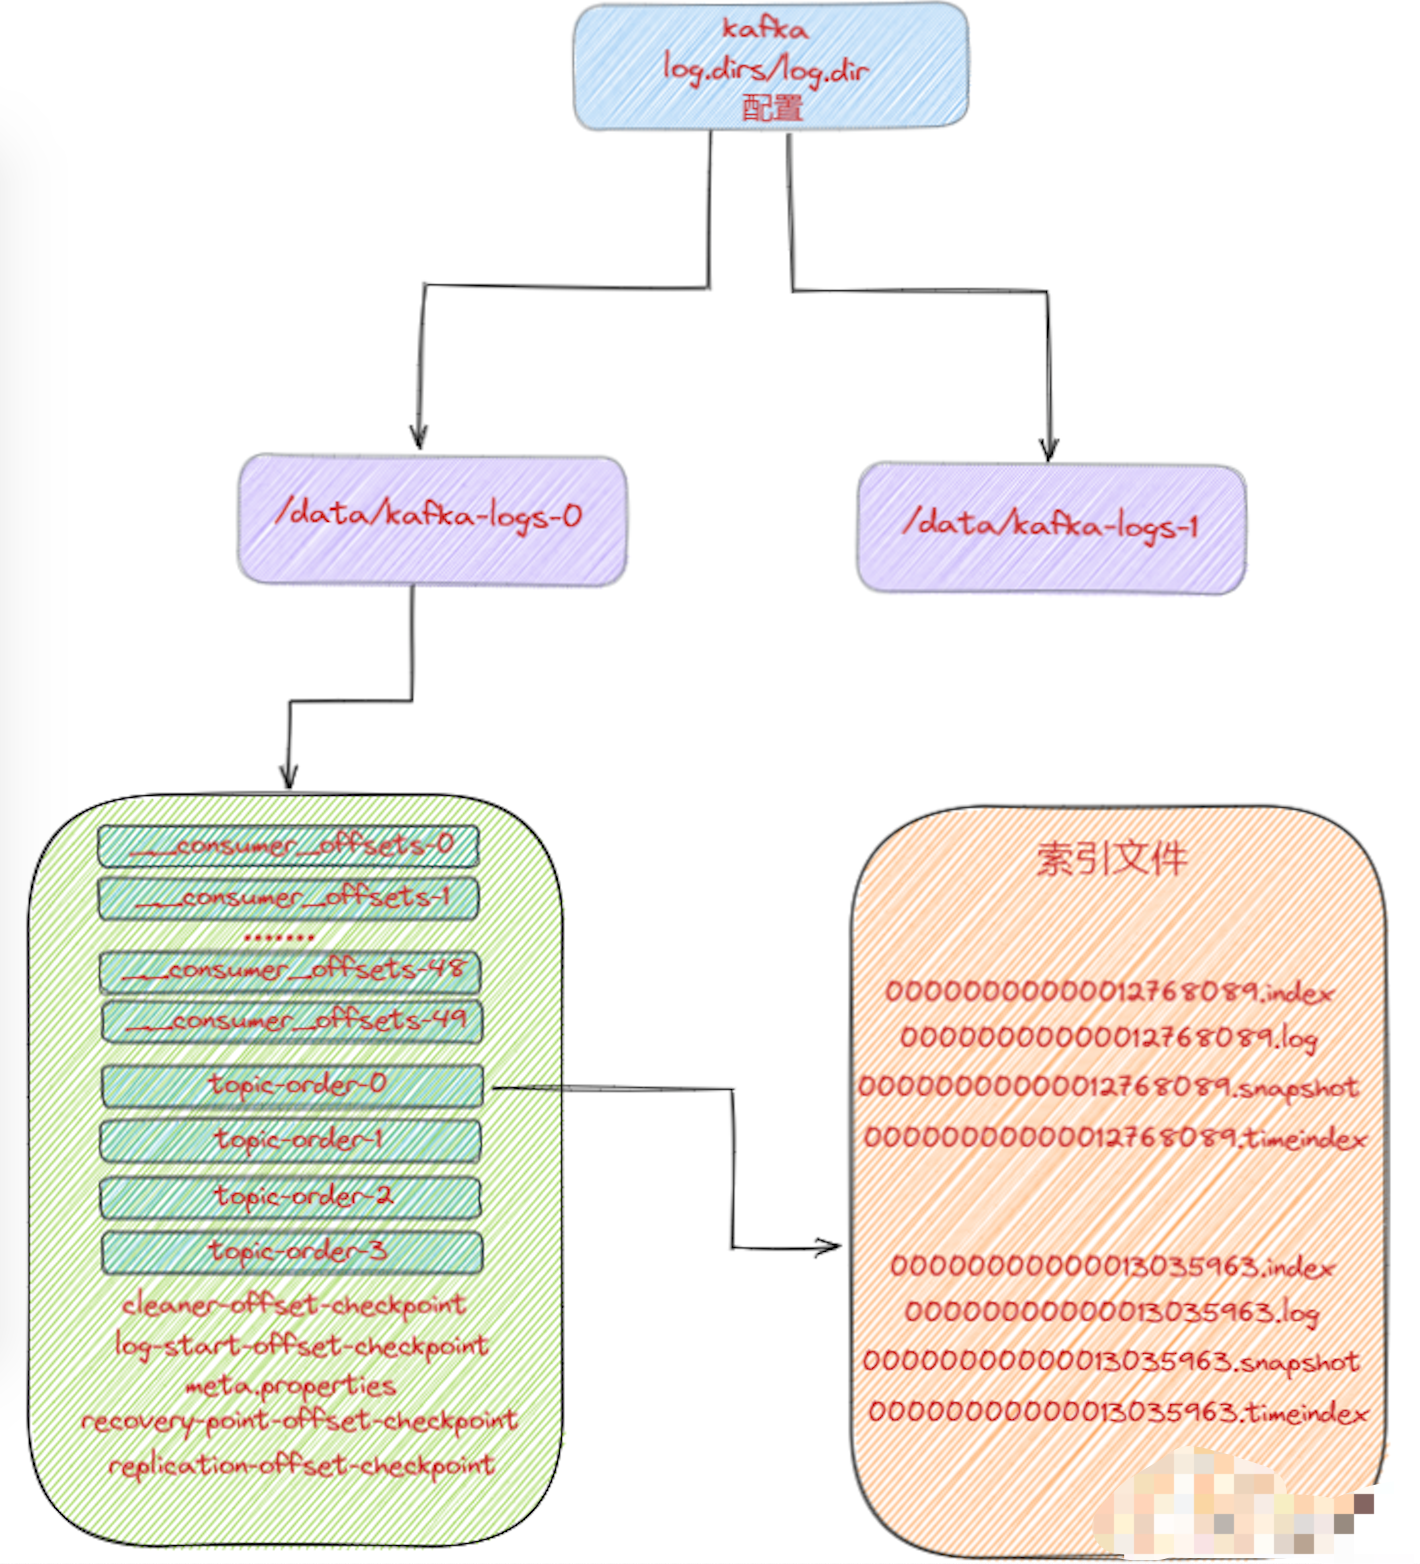 kafka
log.dirs/log.dir
配置
/data/kafka-logs-0
/data/kafka-logs-1
__consumer_offsets-0
__consumer_offsets-1
.......
__consumer_offsets-48
__consumer_offsets-49
topic-order-0
topic-order-1
topic-order-2
topic-order-3
cleaner-offset-checkpoint
log-start-offset-checkpoint
meta.properties
recovery-point-offset-checkpoint
replication-offset-checkpoint
索引文件
00000000000012768089.index
00000000000012768089.log
00000000000012768089.snapshot
00000000000012768089.timeindex
00000000000013035963.index
00000000000013035963.log
00000000000013035963.snapshot
00000000000013035963.timeindex